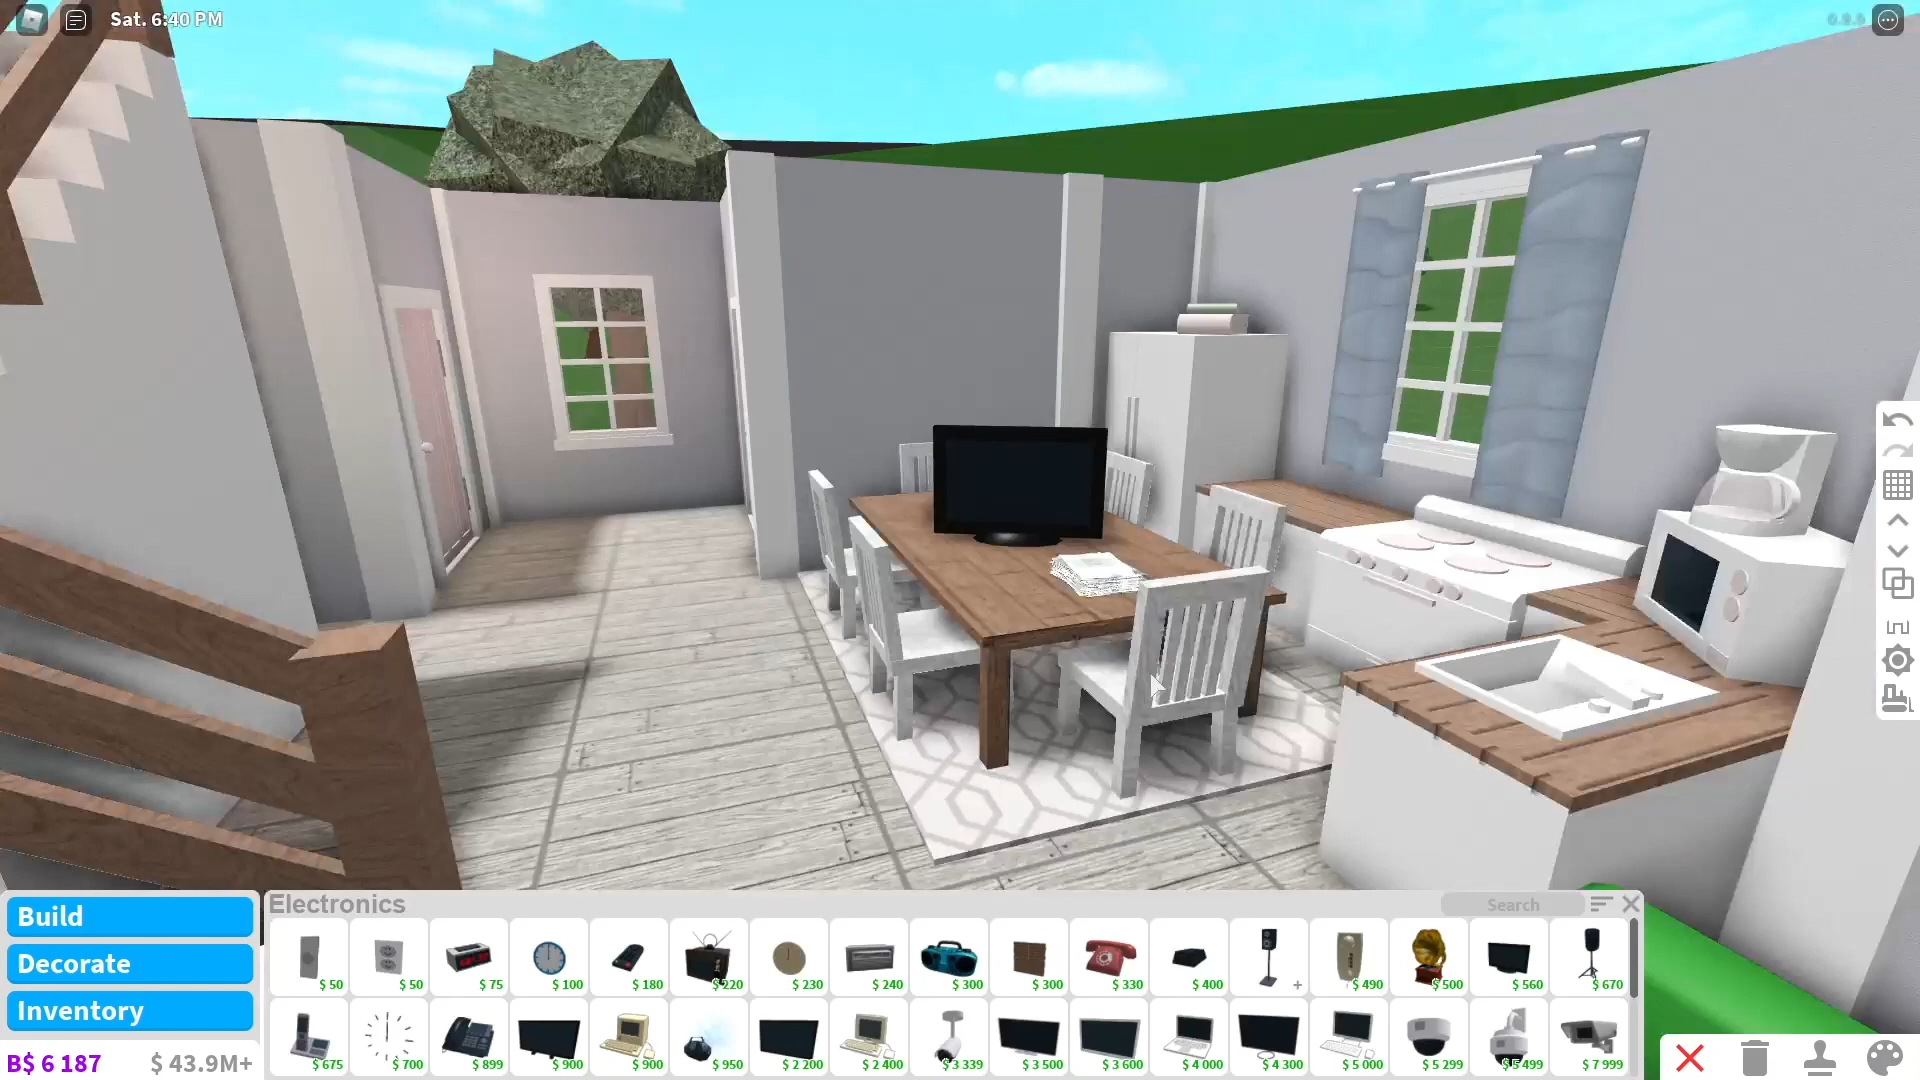 Sat. 6:40 PM
0.9.9
Electronics
Search
Build
Decorate
Inventory
B$ 6 187
$ 43.9M+
$ 50
$ 50
$ 75
$ 100
$ 180
$ 220
$ 230
$ 240
$ 300
$ 300
$ 330
$ 400
+
$ 490
$ 500
$ 560
$ 670
$ 675
$ 700
$ 899
$ 900
$ 900
$ 950
$ 2 200
$ 2 400
$ 3 339
$ 3 500
$ 3 600
$ 4 000
$ 4 300
$ 5 000
$ 5 299
$ 5 499
$ 7 999